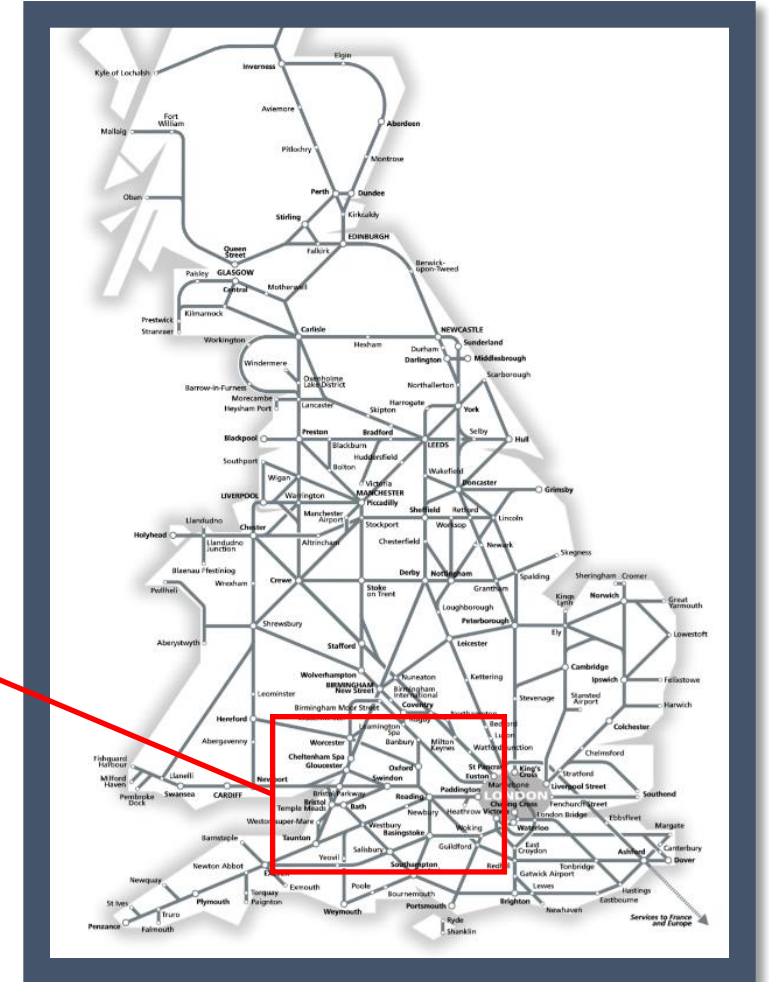 Elgin
Inverness
Kyle of Lochalsh
Aviemore
Fort
William
Aberdeen
Mallaig
Pitlochry
Montrose
Perth
Dundee
Oban
Stirling
Kirkcaldy
EDINBURGH
Queen
Street
Falkirk
Berwick-
upon-Tweed
Paisley
GLASGOW
Central
Motherwell
Kilmarnock
Prestwick
Stranraer
Carlisle
NEWCASTLE
Workington
Hexham
Sunderland
Durham
Darlington
Middlesbrough
Windermere
Scarborough
Oxenholme
Lake District
Northallerton
Barrow-in-Furness
Morecambe
Heysham Port
Lancaster
Skipton
Harrogate
York
Blackpool
Preston
Bradford
LEEDS
Selby
Hull
Blackburn
Huddersfield
Southport
Bolton
Wakefield
Wigan
Victoria
MANCHESTER
Piccadilly
Doncaster
Grimsby
LIVERPOOL
Warrington
Sheffield
Retford
Manchester
Airport
Stockport
Worksop
Lincoln
Llandudno
Chester
Holyhead
Llandudno
Junction
Altrincham
Chesterfield
Newark
Skegness
Blaenau Ffestiniog
Wrexham
Crewe
Derby
Nottingham
Spalding
Sheringham
Cromer
Pwllheli
Stoke
on Trent
Grantham
Kings
Lynn
Norwich
Great
Yarmouth
Loughborough
Peterborough
Shrewsbury
Ely
Lowestoft
Aberystwyth
Stafford
Leicester
Wolverhampton
BIRMINGHAM
New Street
Nuneaton
Kettering
Cambridge
Ipswich
Felixstowe
Birmingham
International
Leominster
Stevenage
Stansted
Airport
Harwich
Birmingham Moor Street
Coventry
Rugby
Northampton
Hereford
Leamington
Spa
Bedford
Colchester
Worcester
Banbury
Milton
Keynes
Luton
Abergavenny
Watford Junction
Chelmsford
Cheltenham Spa
Gloucester
Oxford
St Pancras
Euston
King's
Cross
Stratford
Fishguard
Harbour
Llanelli
Newport
Swindon
Marylebone
Liverpool Street
Milford
Haven
Pembroke
Dock
Swansea
CARDIFF
Bristol Parkway
Reading
Paddington
LONDON
Southend
Bristol
Temple Meads
Bath
Newbury
Heathrow
Victoria
Charing Cross
Fenchurch Street
London Bridge
Ebbsfleet
Weston-super-Mare
Westbury
Basingstoke
Woking
Waterloo
Margate
Barnstaple
Taunton
Salisbury
Guildford
East
Croydon
Canterbury
Yeovil
Ashford
Dover
Newton Abbot
Exeter
Southampton
Redhill
Tonbridge
Gatwick Airport
Newquay
Exmouth
Poole
Lewes
Hastings
St Ives
Plymouth
Torquay
Paignton
Bournemouth
Eastbourne
Truro
Weymouth
Portsmouth
Brighton
Newhaven
Penzance
Falmouth
Ryde
Shanklin
Services to France
and Europe